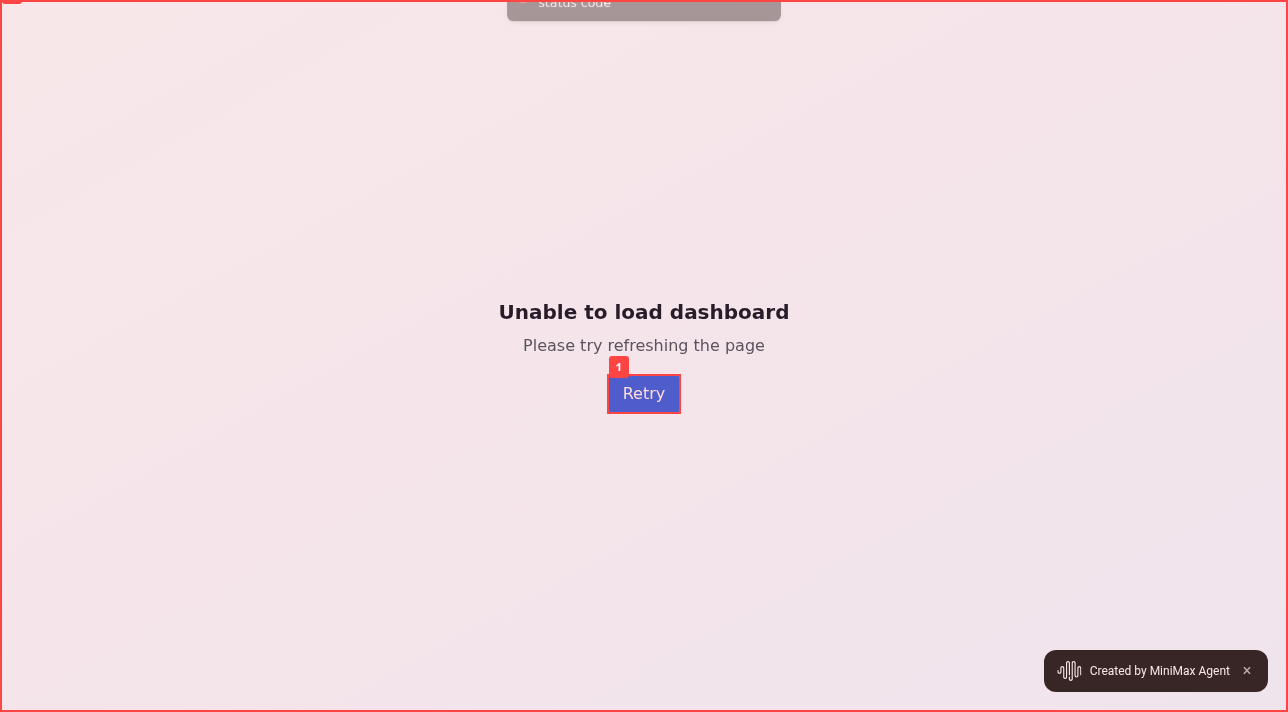 status code
Unable to load dashboard
Please try refreshing the page
1
Retry
Created by MiniMax Agent ×